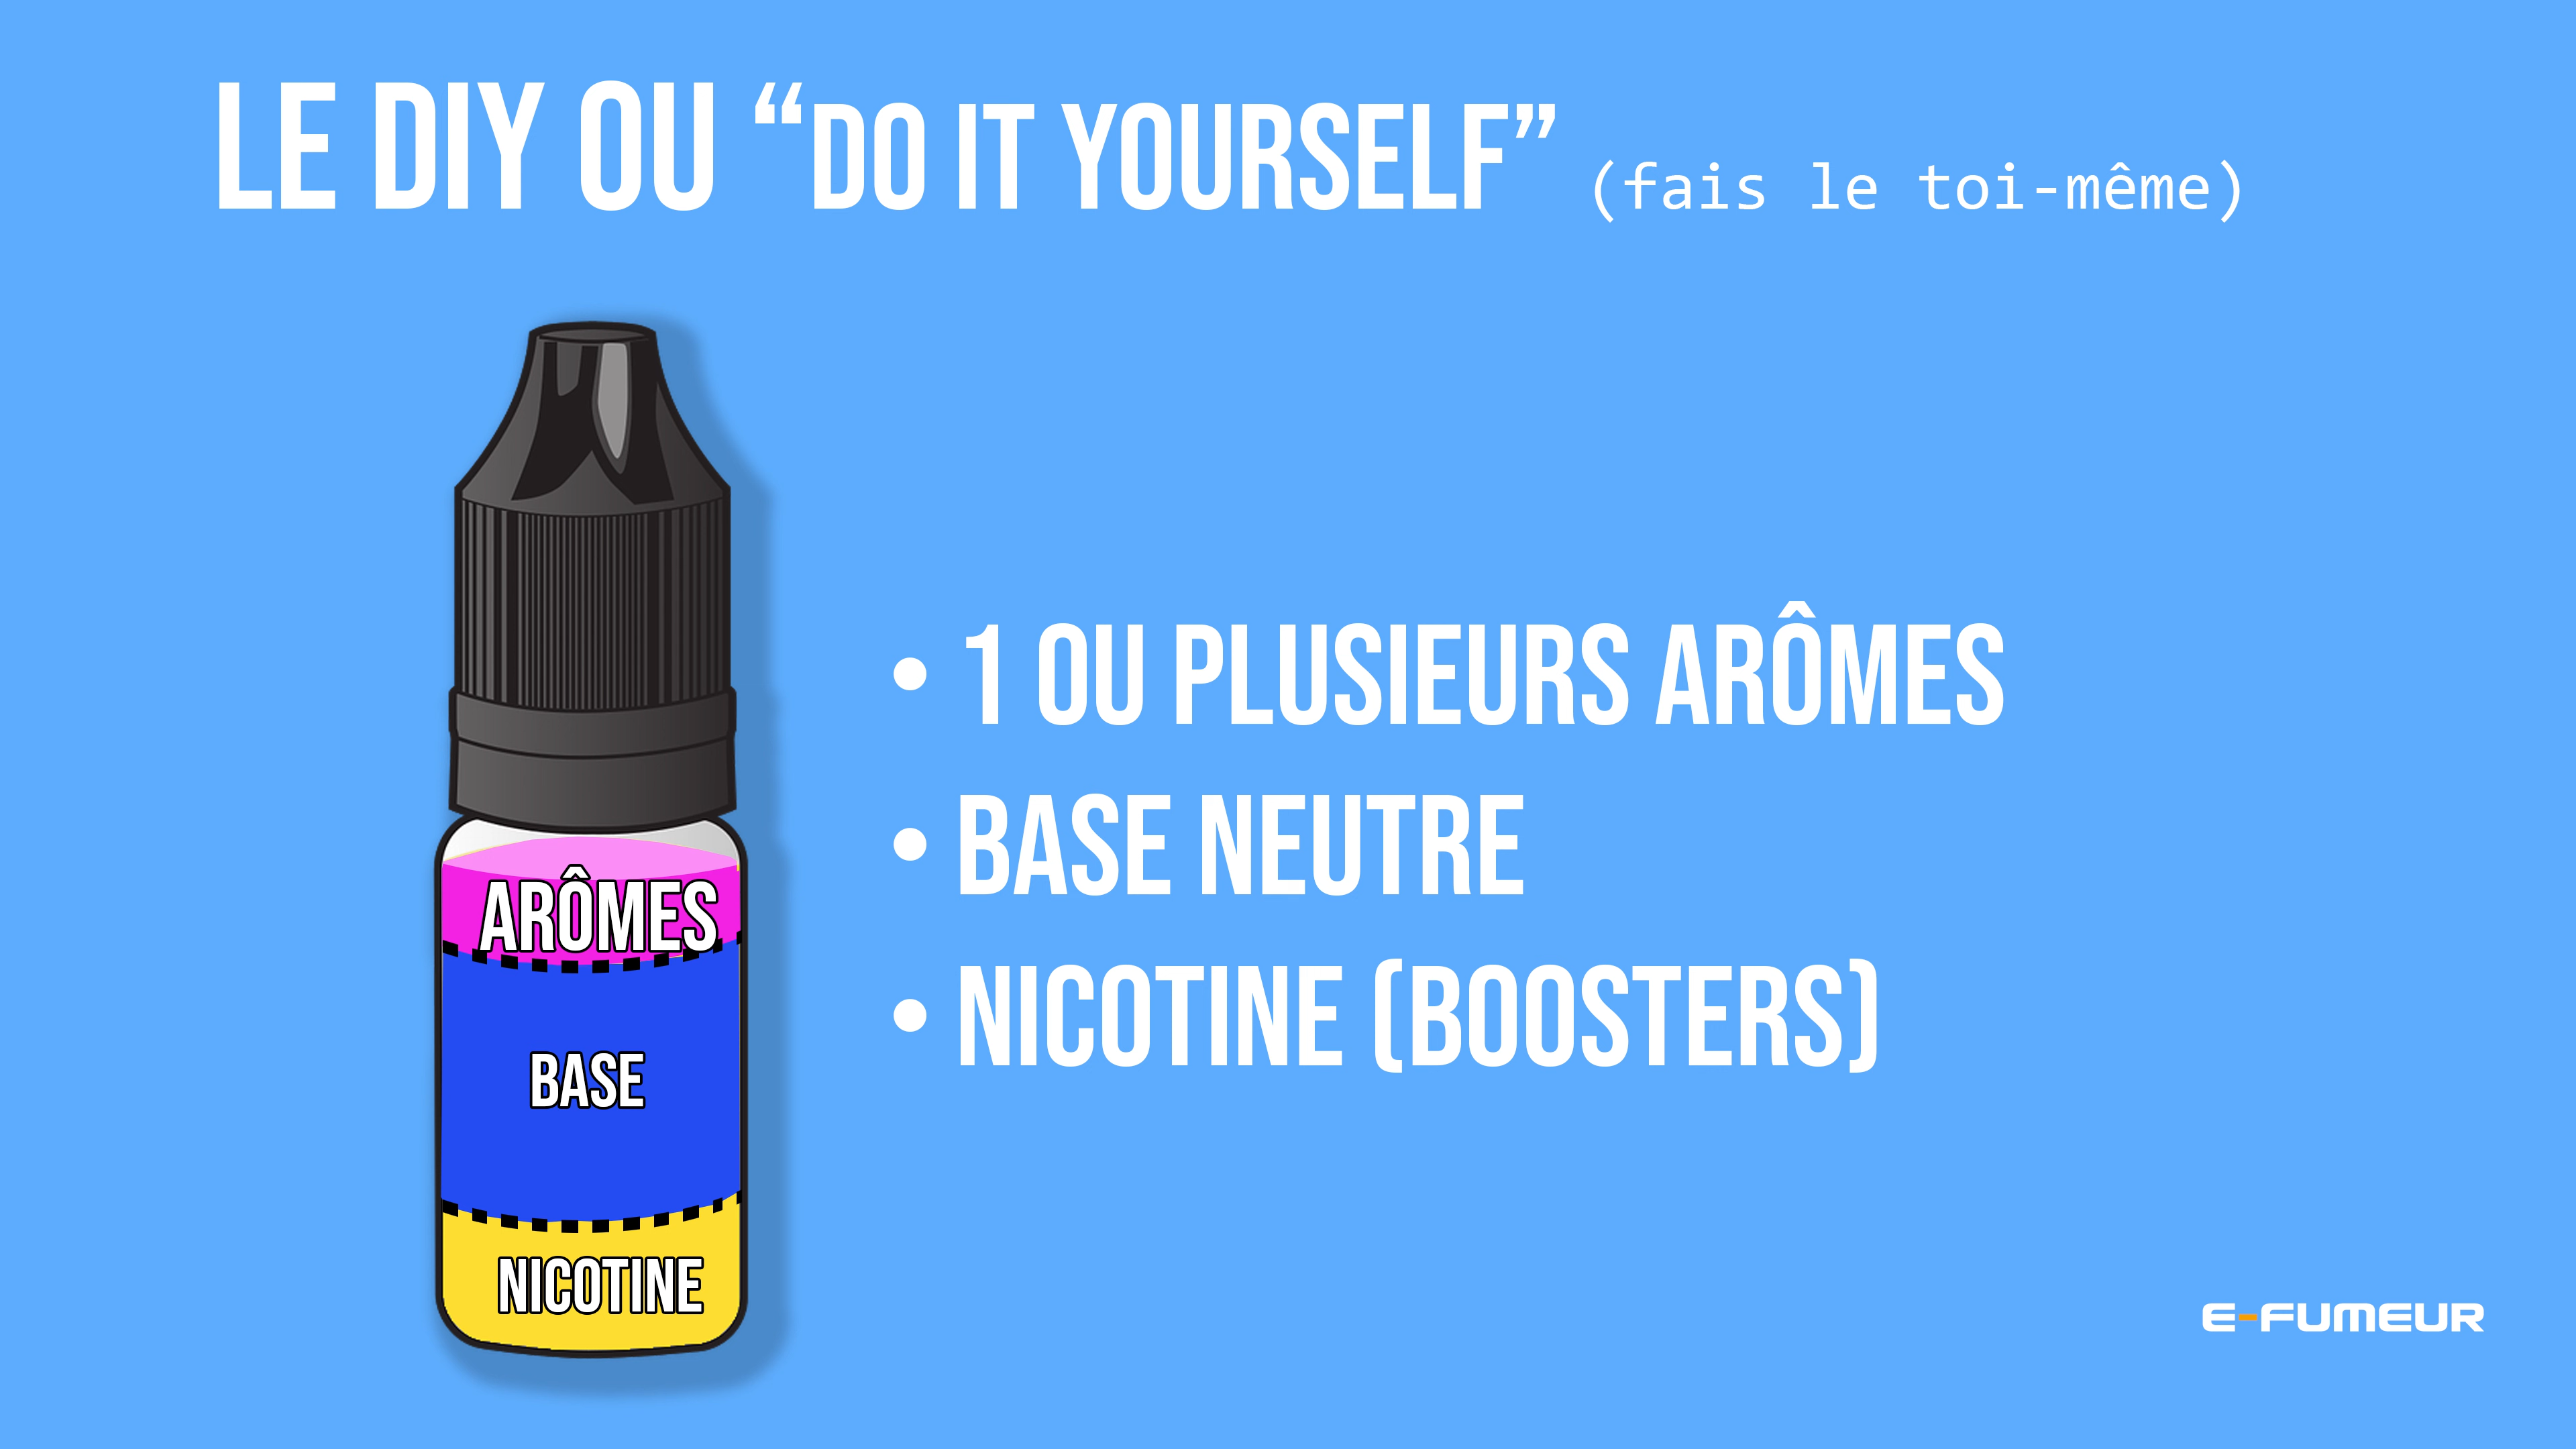 LE DIY OU “DO IT YOURSELF” (fais le toi-même)
• 1 OU PLUSIEURS ARÔMES
• BASE NEUTRE
• NICOTINE (BOOSTERS)
ARÔMES
BASE
NICOTINE
E-FUMEUR